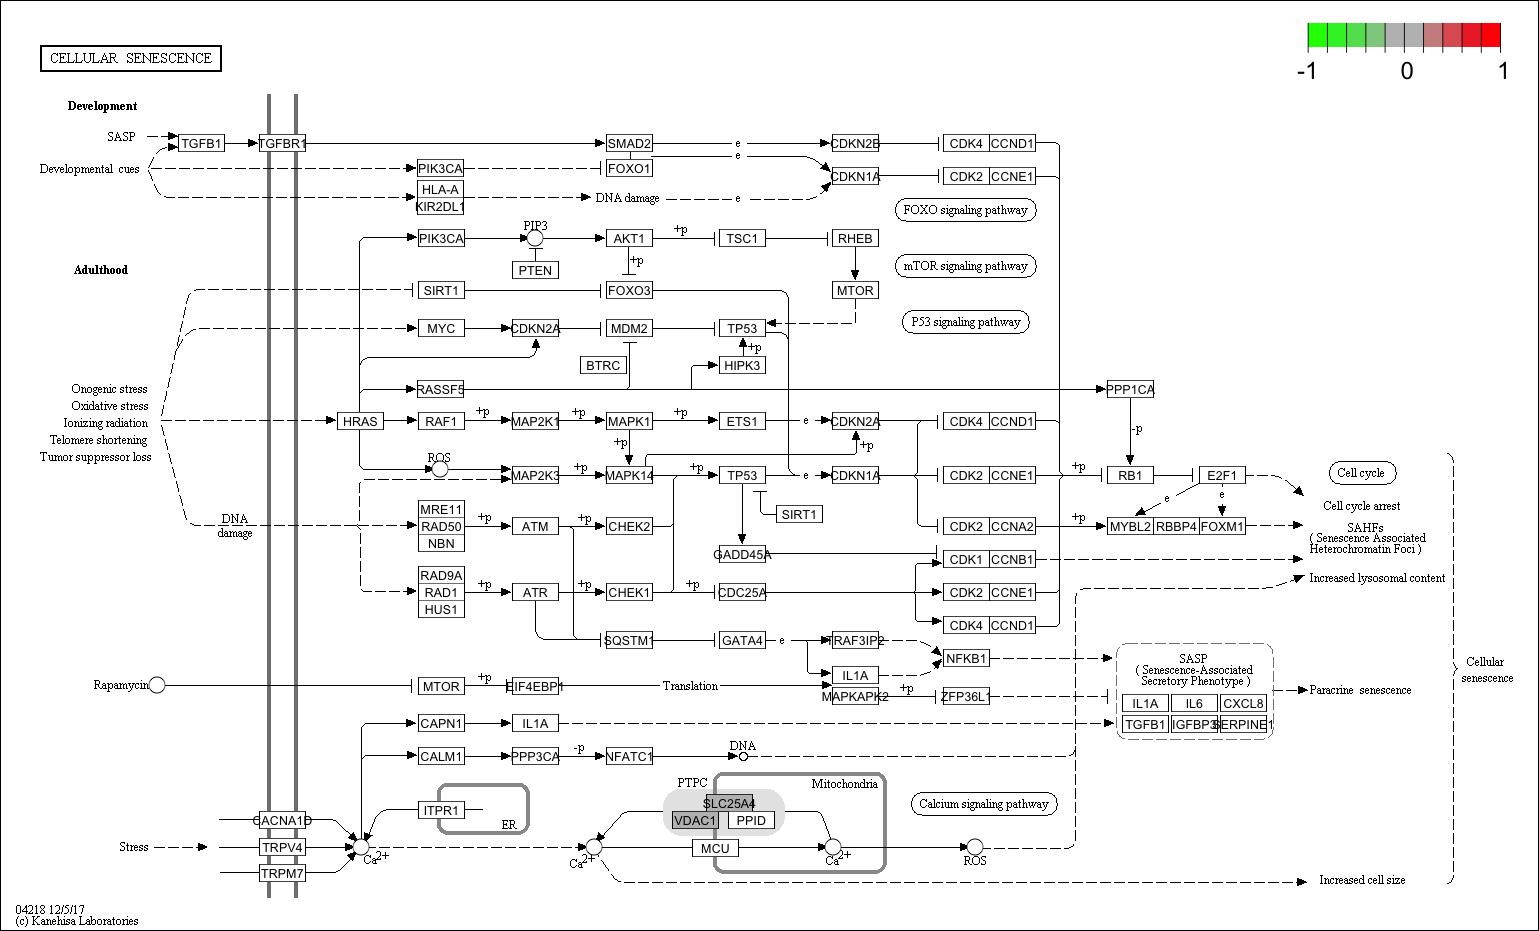 CELLULAR SENESCENCE
-1 0 1
Development
SASP
TGFB1 TGFBR1 SMAD2 e CDKN2B CDK4 CCND1
e
Developmental cues
PIK3CA FOXO1 CDKN1A CDK2 CCNE1
HLA-A
KIR2DL1
DNA damage e
FOXO signaling pathway
PIP3
PIK3CA AKT1 +p TSC1 RHEB
+p
PTEN
mTOR signaling pathway
Adulthood
SIRT1 FOXO3 MTOR
P53 signaling pathway
MYC CDKN2A MDM2 TP53
+p
BTRC HIPK3
Onogenic stress
Oxidative stress
Ionizing radiation
Telomere shortening
Tumor suppressor loss
RASSF5 PPP1CA
HRAS RAF1 +p MAP2K1 +p MAPK1 +p ETS1 e CDKN2A CDK4 CCND1
-p
+p +p
ROS
MAP2K3 +p MAPK14 +p TP53 e CDKN1A CDK2 CCNE1 +p RB1 E2F1
Cell cycle
e e
Cell cycle arrest
SIRT1
DNA
damage
MRE11
RAD50
NBN
+p ATM +p CHEK2
CDK2 CCNA2 +p MYBL2 RBBP4 FOXM1
SAHFs
( Senescence Associated
Heterochromatin Foci )
GADD45A CDK1 CCNB1
Increased lysosomal content
RAD9A
RAD1
HUS1
+p ATR +p CHEK1 +p CDC25A CDK2 CCNE1
CDK4 CCND1
SQSTM1 GATA4 e TRAF3IP2
NFKB1
IL1A
SASP
( Senescence-Associated
Secretory Phenotype )
IL1A IL6 CXCL8
TGFB1 IGFBP3 SERPINE1
Paracrine senescence
Cellular
senescence
Rapamycin MTOR +p EIF4EBP1 Translation MAPKAPK2 +p ZFP36L1
CAPN1 IL1A
CALM1 PPP3CA -p NFATC1 DNA
PTPC Mitochondria
SLC25A4
VDAC1 PPID
MCU
Calcium signaling pathway
ITPR1
ER
CACNA1D
Stress TRPV4
TRPM7
Ca2+ Ca2+ Ca2+ ROS
Increased cell size
04218 12/5/17
(c) Kanehisa Laboratories